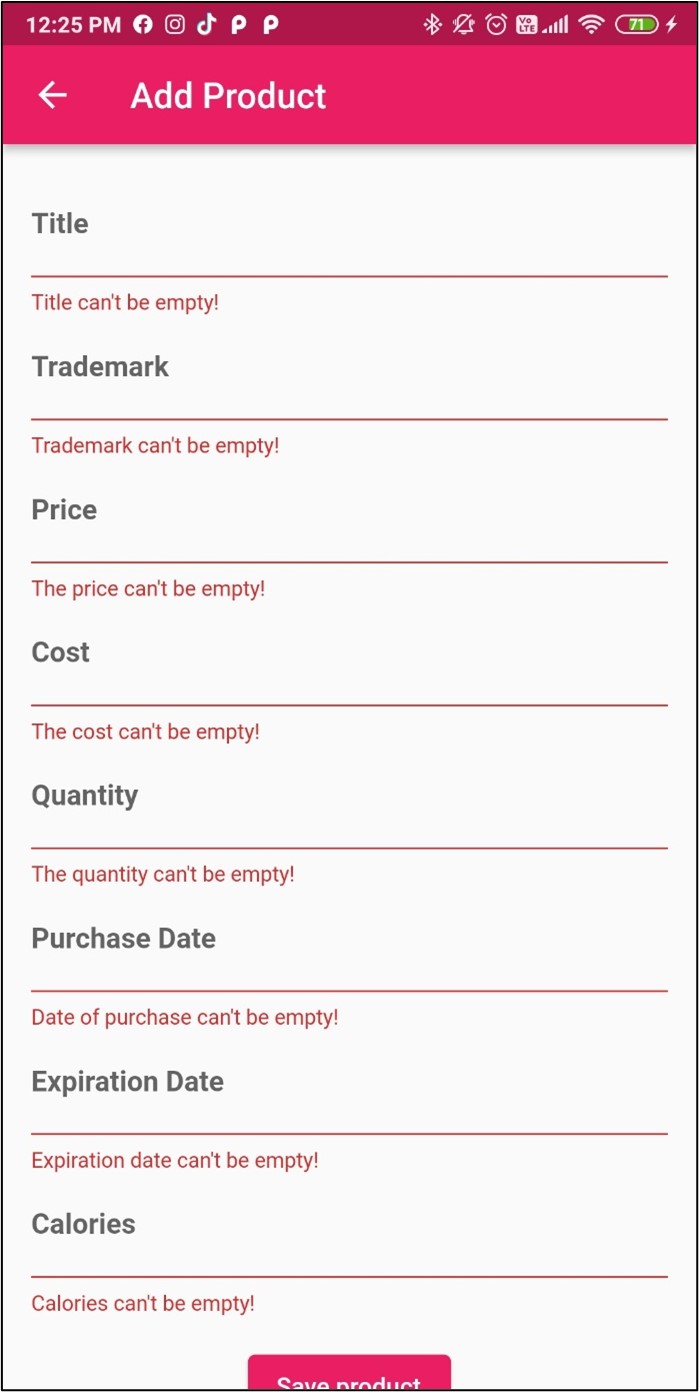 12:25 PM VoLTE 71
Add Product
Title
Title can't be empty!
Trademark
Trademark can't be empty!
Price
The price can't be empty!
Cost
The cost can't be empty!
Quantity
The quantity can't be empty!
Purchase Date
Date of purchase can't be empty!
Expiration Date
Expiration date can't be empty!
Calories
Calories can't be empty!
Save product